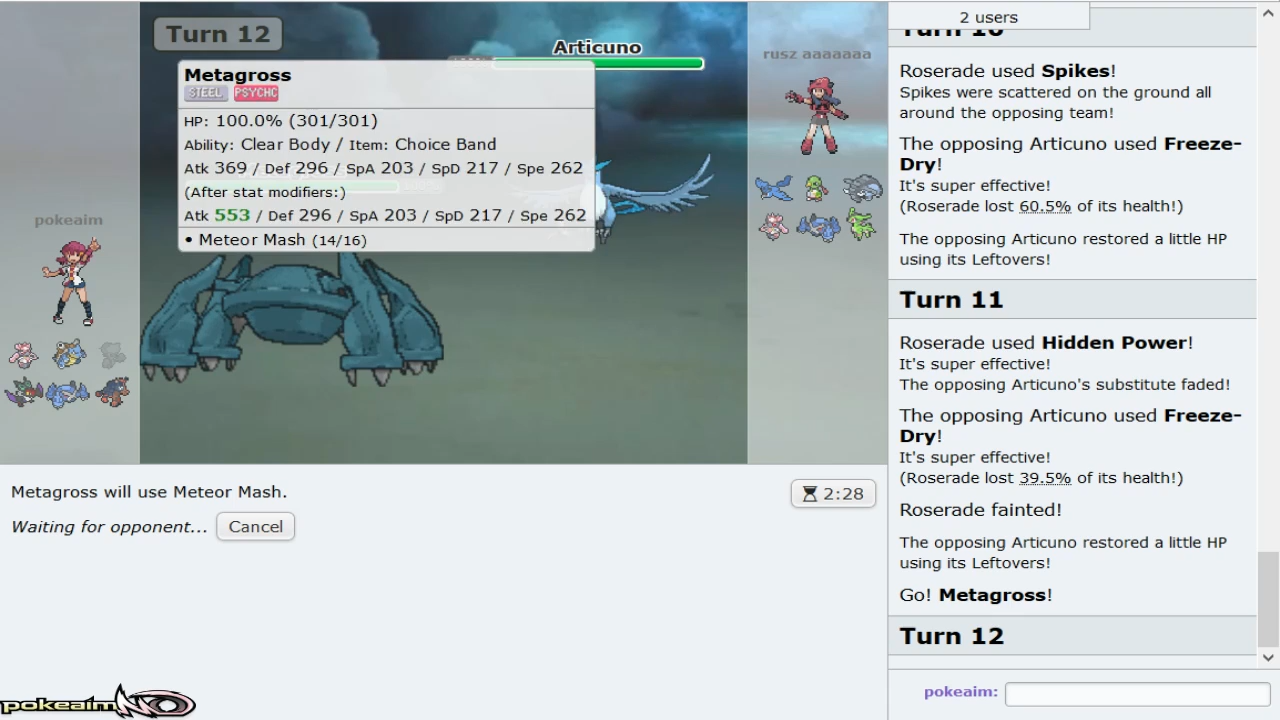 Turn 12
Articuno
Metagross
STEEL PSYCHC
HP: 100.0% (301/301)
Ability: Clear Body / Item: Choice Band
Atk 369 / Def 296 / SpA 203 / SpD 217 / Spe 262
(After stat modifiers:)
Atk 553 / Def 296 / SpA 203 / SpD 217 / Spe 262
• Meteor Mash (14/16)
pokeaim
rusz aaaaaaa
Metagross will use Meteor Mash.
2:28
Waiting for opponent... Cancel
pokeaim
2 users
Turn 10
Roserade used Spikes!
Spikes were scattered on the ground all
around the opposing team!
The opposing Articuno used Freeze-
Dry!
It's super effective!
(Roserade lost 60.5% of its health!)
The opposing Articuno restored a little HP
using its Leftovers!
Turn 11
Roserade used Hidden Power!
It's super effective!
The opposing Articuno's substitute faded!
The opposing Articuno used Freeze-
Dry!
It's super effective!
(Roserade lost 39.5% of its health!)
Roserade fainted!
The opposing Articuno restored a little HP
using its Leftovers!
Go! Metagross!
Turn 12
pokeaim: